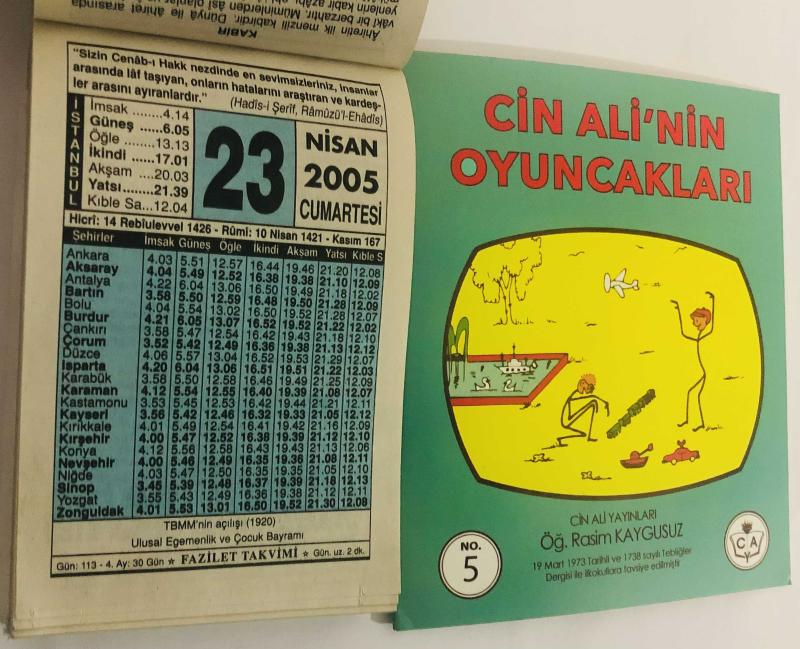 KABİR
Âhiretin ilk menzili kabirdir. Dünyâ ile âhiret arasında
vâki berzahtır. Mü'minlerden âsi olanlar
"Sizin Cenâb-ı Hakk nezdinde en sevimsizleriniz, insanlar
arasında lâf taşıyan, onların hatalarını araştıran ve kardeş-
ler arasını ayıranlardır."
(Hadîs-i Şerîf, Râmûzü'l-Ehâdîs)
İSTANBUL
İmsak ........4.14
Güneş ......6.05
Öğle .......13.13
İkindi ......17.01
Akşam ....20.03
Yatsı.......21.39
Kıble Sa...12.04
23
NİSAN
2005
CUMARTESİ
Hicrî: 14 Rebîulevvel 1426 - Rûmî: 10 Nisan 1421 - Kasım 167
Şehirler İmsak Güneş Öğle İkindi Akşam Yatsı Kıble S
Ankara 4.03 5.51 12.57 16.44 19.46 21.20 12.08
Aksaray 4.04 5.49 12.52 16.38 19.38 21.10 12.09
Antalya 4.22 6.04 13.06 16.50 19.49 21.18 12.02
Bartın 3.58 5.50 12.59 16.48 19.50 21.28 12.09
Bolu 4.04 5.54 13.02 16.50 19.52 21.28 12.07
Burdur 4.21 6.05 13.07 16.52 19.52 21.22 12.02
Çankırı 3.58 5.47 12.54 16.42 19.43 21.18 12.10
Çorum 3.52 5.42 12.49 16.36 19.38 21.13 12.12
Düzce 4.06 5.57 13.04 16.52 19.53 21.28 12.07
Isparta 4.20 6.04 13.06 16.51 19.51 21.22 12.03
Karabük 3.58 5.50 12.58 16.46 19.49 21.25 12.09
Karaman 4.12 5.54 12.55 16.40 19.39 21.08 12.07
Kastamonu 3.51 5.45 12.53 16.42 19.44 21.21 12.11
Kayseri 3.56 5.42 12.46 16.32 19.33 21.05 12.12
Kırıkkale 4.01 5.49 12.54 16.41 19.42 21.16 12.09
Kırşehir 4.00 5.47 12.52 16.38 19.39 21.12 12.10
Konya 4.12 5.56 12.58 16.43 19.43 21.12 12.06
Nevşehir 4.00 5.46 12.49 16.35 19.36 21.08 12.11
Niğde 4.03 5.47 12.50 16.35 19.35 21.05 12.10
Sinop 3.45 5.39 12.48 16.37 19.39 21.18 12.13
Yozgat 3.55 5.43 12.49 16.36 19.38 21.12 12.11
Zonguldak 4.01 5.53 13.01 16.50 19.52 21.30 12.08
TBMM'nin açılışı (1920)
Ulusal Egemenlik ve Çocuk Bayramı
Gün: 113 - 4. Ay: 30 Gün ★ FAZİLET TAKVİMİ ★ Gün. uz. 2 dk.
CİN ALİ'NİN
OYUNCAKLARI
CİN ALİ YAYINLARI
Öğ. Rasim KAYGUSUZ
19 Mart 1973 Tarihli ve 1738 sayılı Tebliğler
Dergisi ile ilkokullara tavsiye edilmiştir
NO.
5
C A
Y